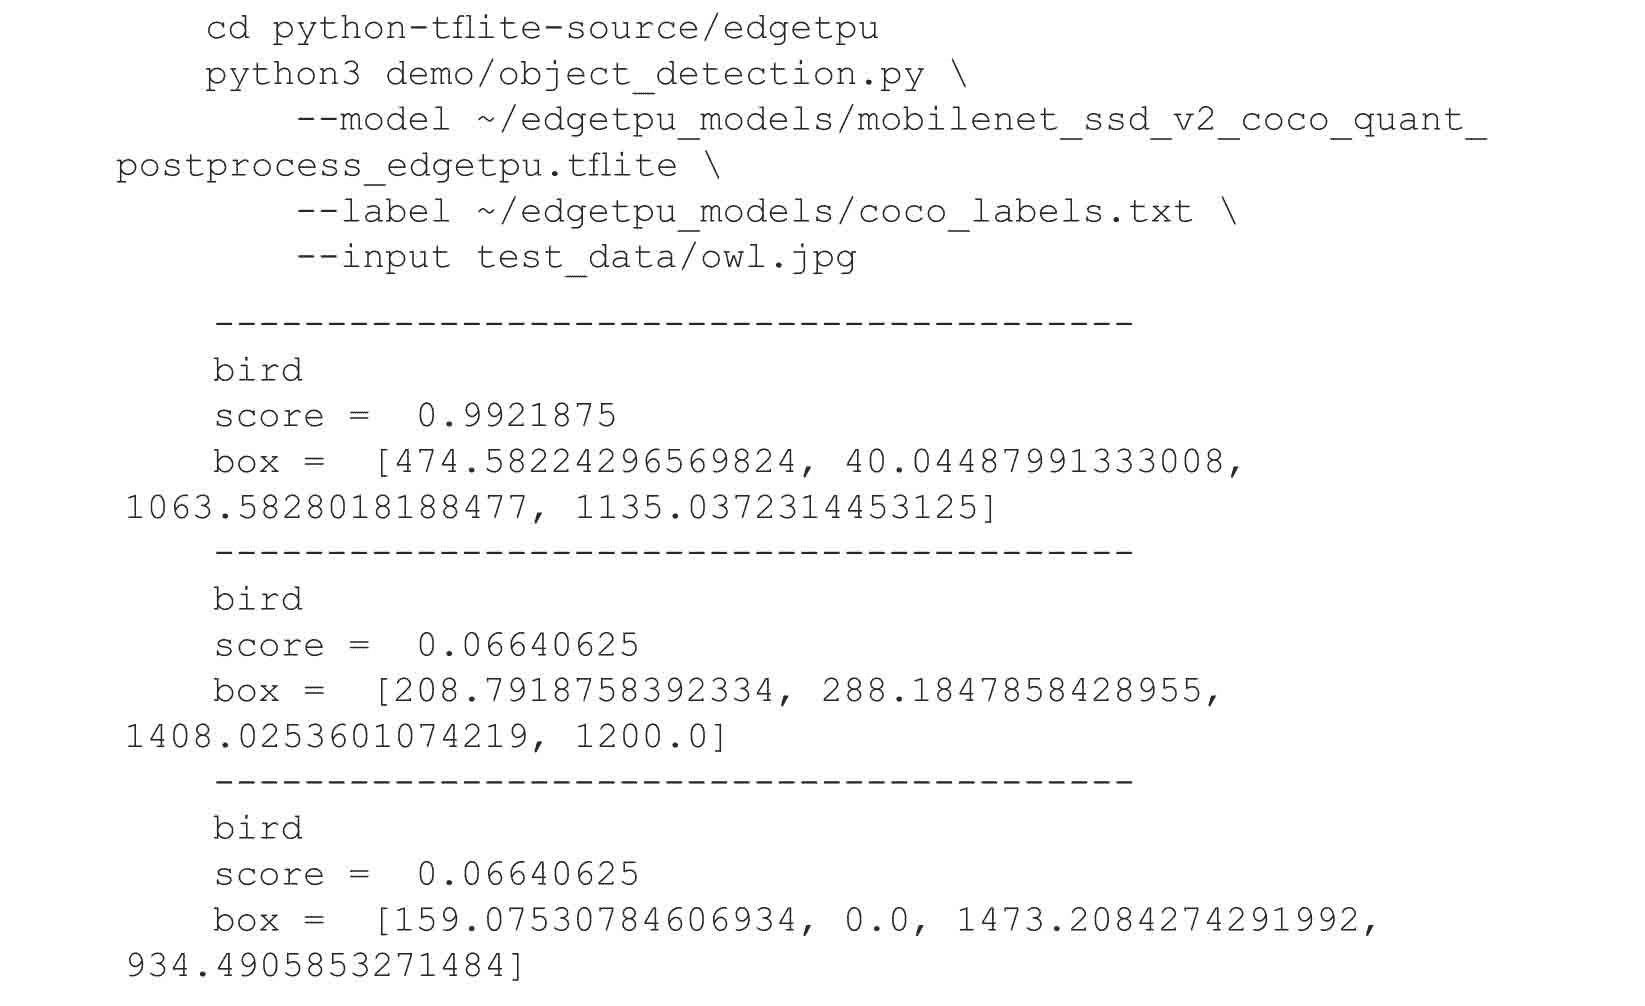 cd python-tflite-source/edgetpu
python3 demo/object_detection.py \
--model ~/edgetpu_models/mobilenet_ssd_v2_coco_quant_
postprocess_edgetpu.tflite \
--label ~/edgetpu_models/coco_labels.txt \
--input test_data/owl.jpg
-----------------------------------------
bird
score =  0.9921875
box =  [474.58224296569824, 40.04487991333008,
1063.5828018188477, 1135.0372314453125]
-----------------------------------------
bird
score =  0.06640625
box =  [208.7918758392334, 288.1847858428955,
1408.0253601074219, 1200.0]
-----------------------------------------
bird
score =  0.06640625
box =  [159.07530784606934, 0.0, 1473.2084274291992,
934.4905853271484]